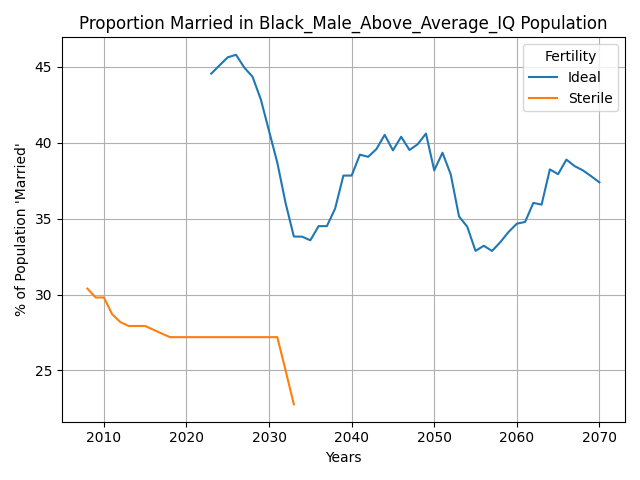 Proportion Married in Black_Male_Above_Average_IQ Population
Fertility
Ideal
Sterile
% of Population 'Married'
45
40
35
30
25
2010
2020
2030
2040
2050
2060
2070
Years